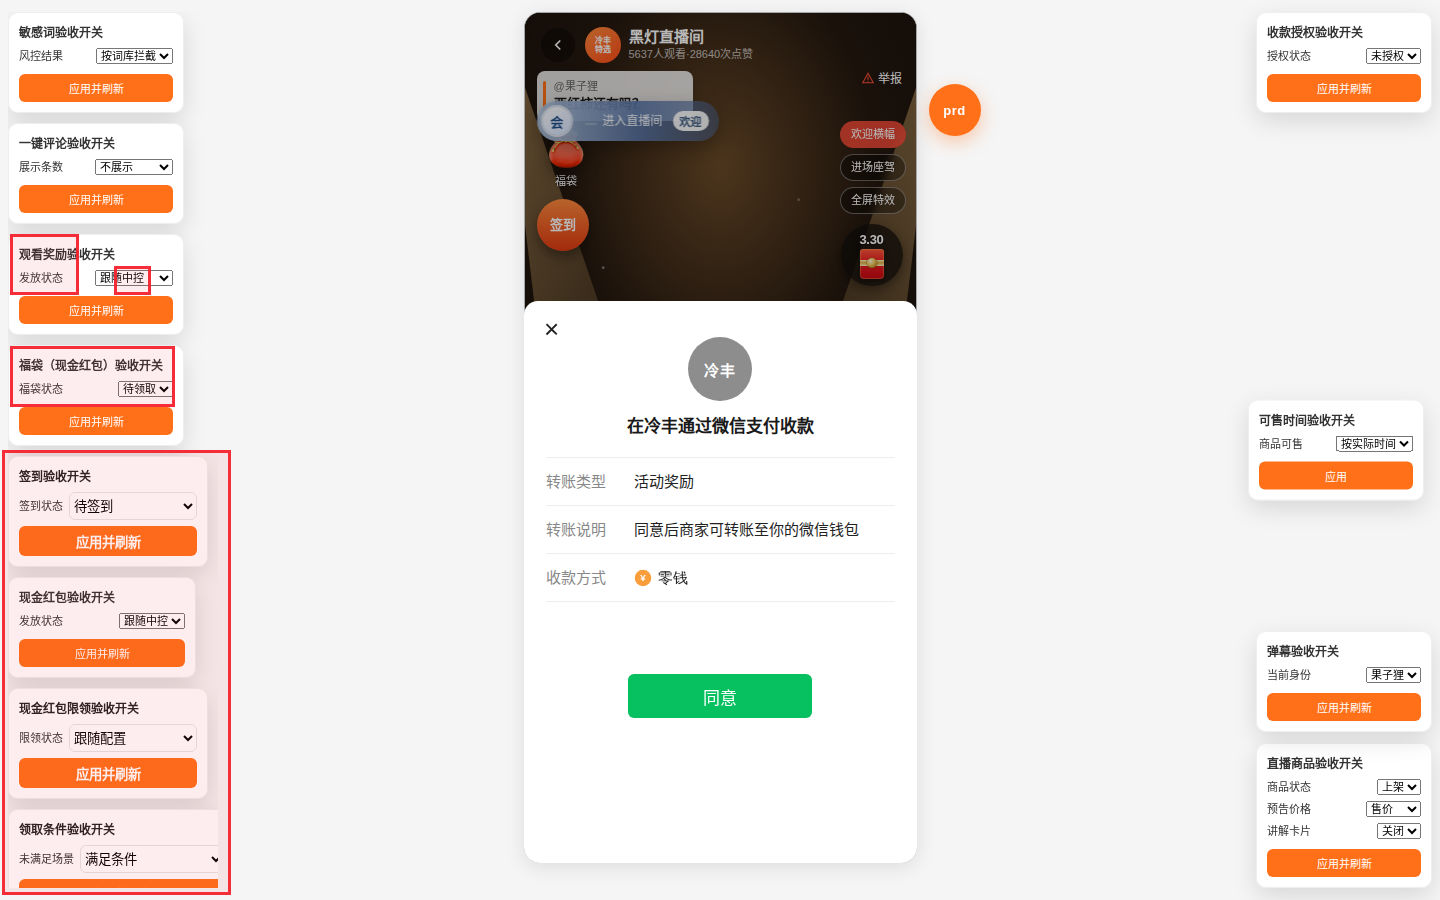 敏感词验收开关
风控结果 按词库拦截
应用并刷新
一键评论验收开关
展示条数 不展示
应用并刷新
观看奖励验收开关
发放状态 跟随中控
应用并刷新
福袋（现金红包）验收开关
福袋状态 待领取
应用并刷新
签到验收开关
签到状态 待签到
应用并刷新
现金红包验收开关
发放状态 跟随中控
应用并刷新
现金红包限领验收开关
限领状态 跟随配置
应用并刷新
领取条件验收开关
未满足场景 满足条件
冷丰
特选
黑灯直播间
5637人观看·28640次点赞
举报
@果子狸
会 进入直播间 欢迎
福袋
签到
欢迎横幅
进场座驾
全屏特效
3.30
prd
冷丰
在冷丰通过微信支付收款
转账类型 活动奖励
转账说明 同意后商家可转账至你的微信钱包
收款方式 零钱
同意
收款授权验收开关
授权状态 未授权
应用并刷新
可售时间验收开关
商品可售 按实际时间
应用
弹幕验收开关
当前身份 果子狸
应用并刷新
直播商品验收开关
商品状态 上架
预告价格 售价
讲解卡片 关闭
应用并刷新